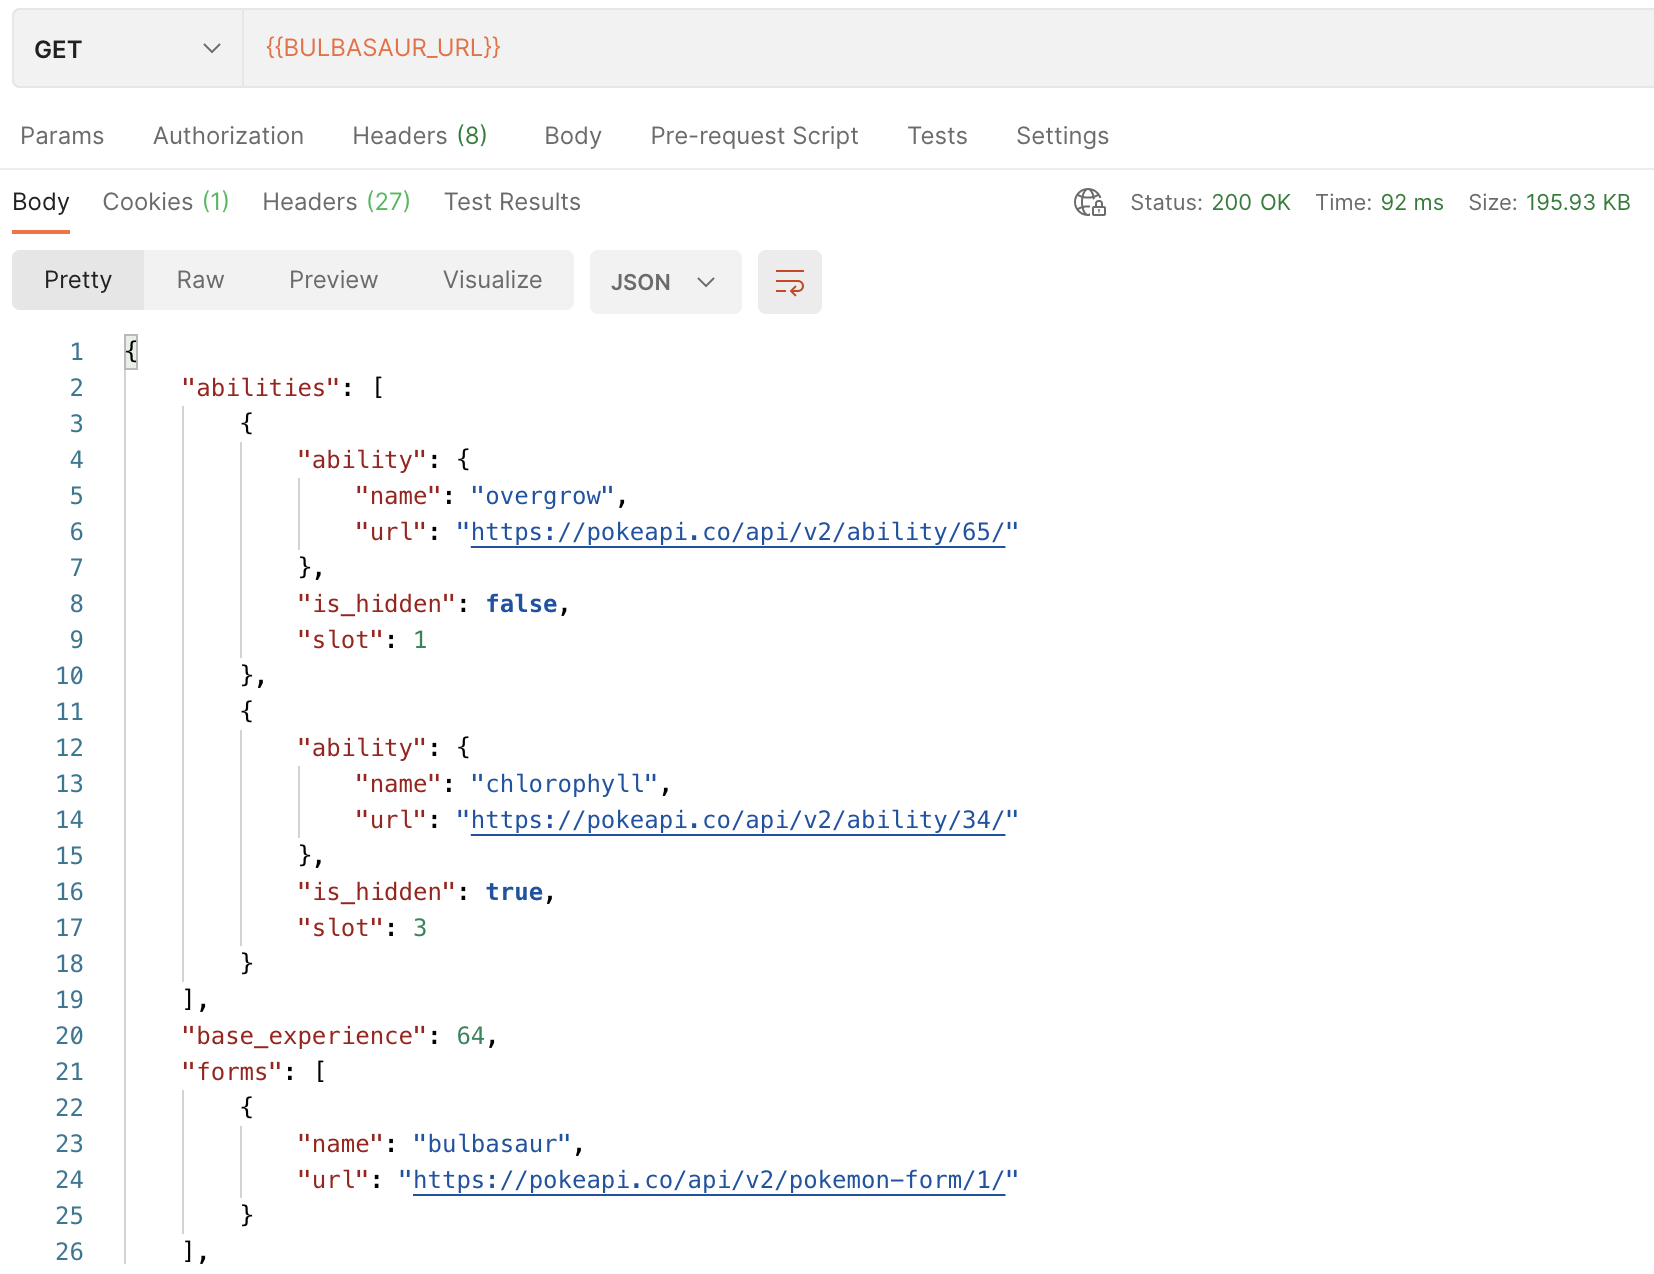 GET {{BULBASAUR_URL}}
Params Authorization Headers (8) Body Pre-request Script Tests Settings
Body Cookies (1) Headers (27) Test Results Status: 200 OK Time: 92 ms Size: 195.93 KB
Pretty Raw Preview Visualize JSON
1 {
2 "abilities": [
3 {
4 "ability": {
5 "name": "overgrow",
6 "url": "https://pokeapi.co/api/v2/ability/65/"
7 },
8 "is_hidden": false,
9 "slot": 1
10 },
11 {
12 "ability": {
13 "name": "chlorophyll",
14 "url": "https://pokeapi.co/api/v2/ability/34/"
15 },
16 "is_hidden": true,
17 "slot": 3
18 }
19 ],
20 "base_experience": 64,
21 "forms": [
22 {
23 "name": "bulbasaur",
24 "url": "https://pokeapi.co/api/v2/pokemon-form/1/"
25 }
26 ],